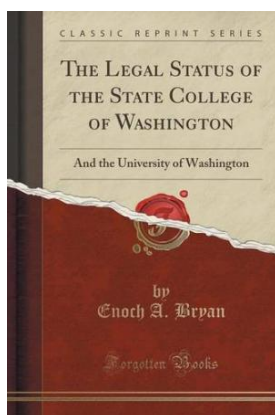 CLASSIC REPRINT SERIES
THE LEGAL STATUS OF
THE STATE COLLEGE
OF WASHINGTON
And the University of Washington
by
Enoch A. Bryan
Forgotten Books